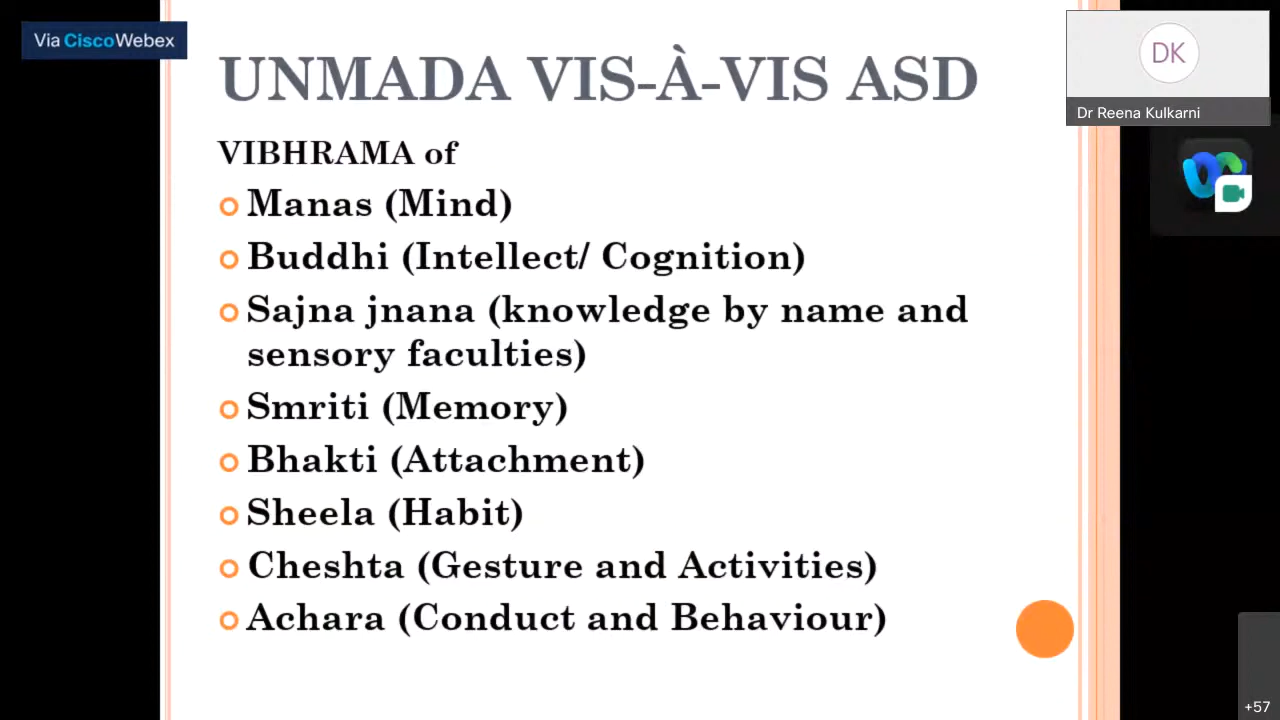 Via CiscoWebex
UNMADA VIS-À-VIS ASD
DK
Dr Reena Kulkarni
VIBHRAMA of
Manas (Mind)
Buddhi (Intellect/ Cognition)
Sajna jnana (knowledge by name and
sensory faculties)
Smriti (Memory)
Bhakti (Attachment)
Sheela (Habit)
Cheshta (Gesture and Activities)
Achara (Conduct and Behaviour)
+57